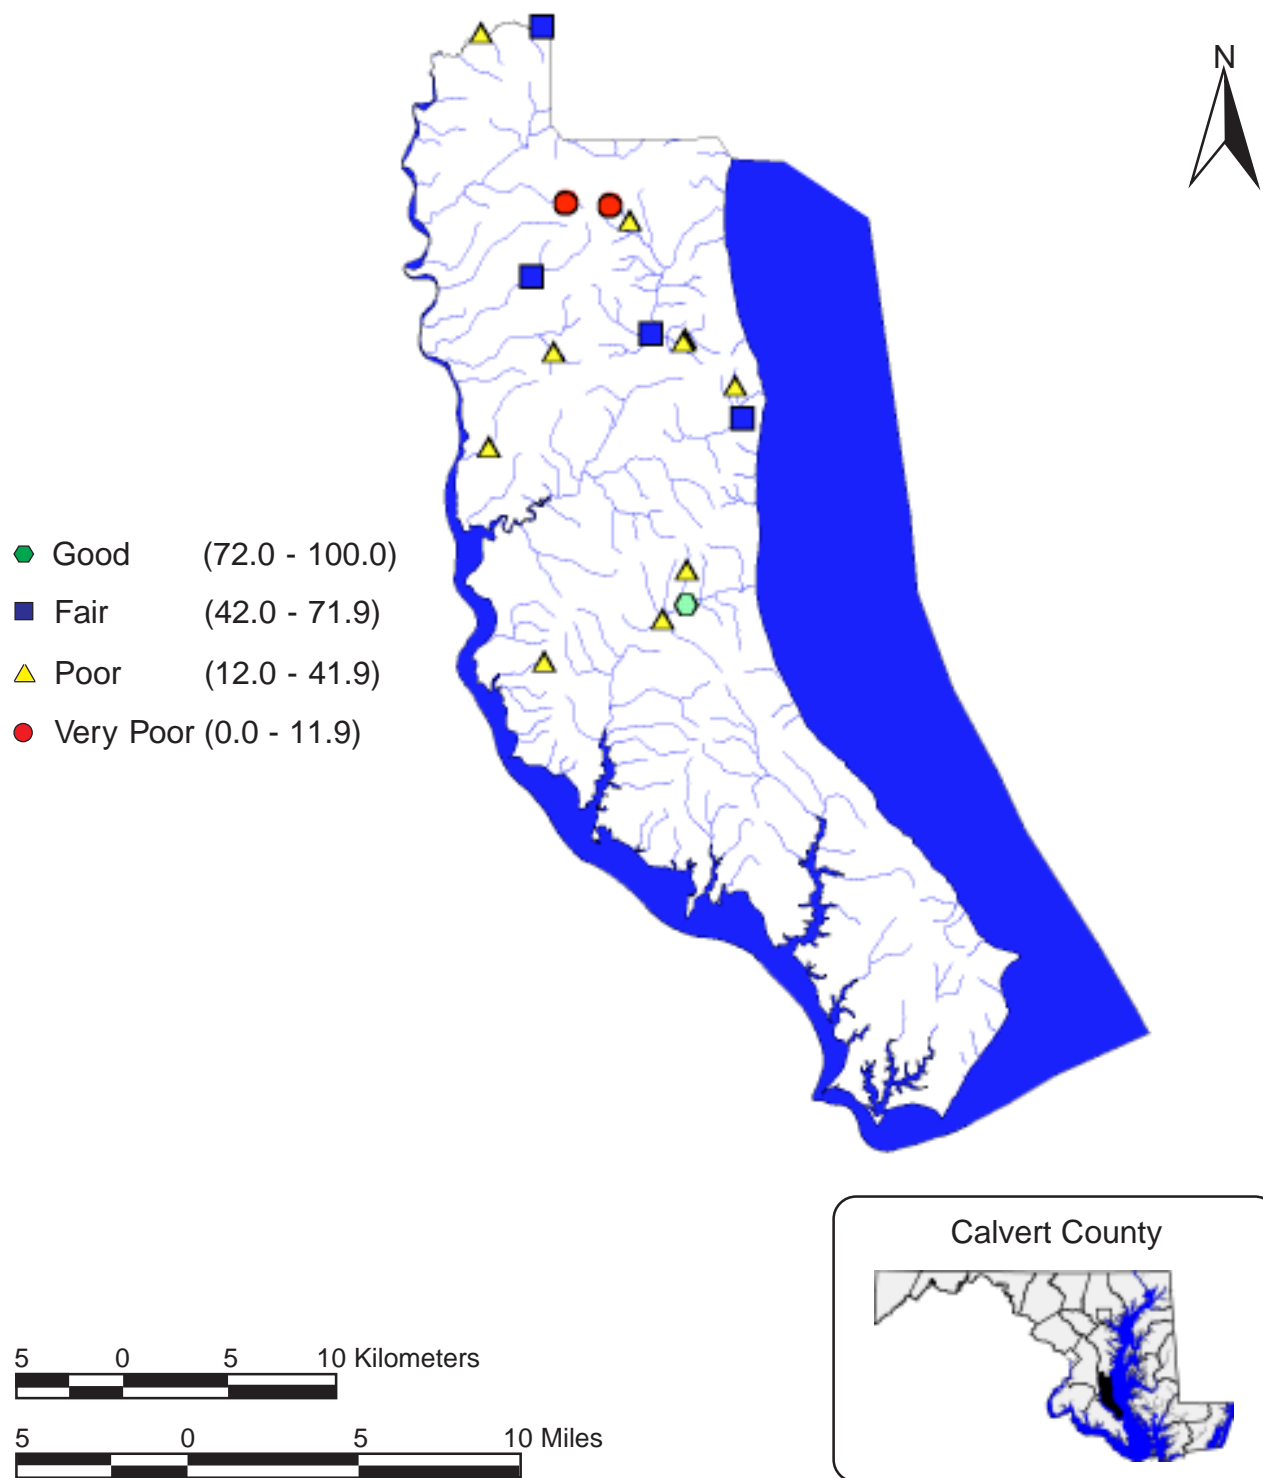 N
Good (72.0 - 100.0)
Fair (42.0 - 71.9)
Poor (12.0 - 41.9)
Very Poor (0.0 - 11.9)
Calvert County
5 0 5 10 Kilometers
5 0 5 10 Miles